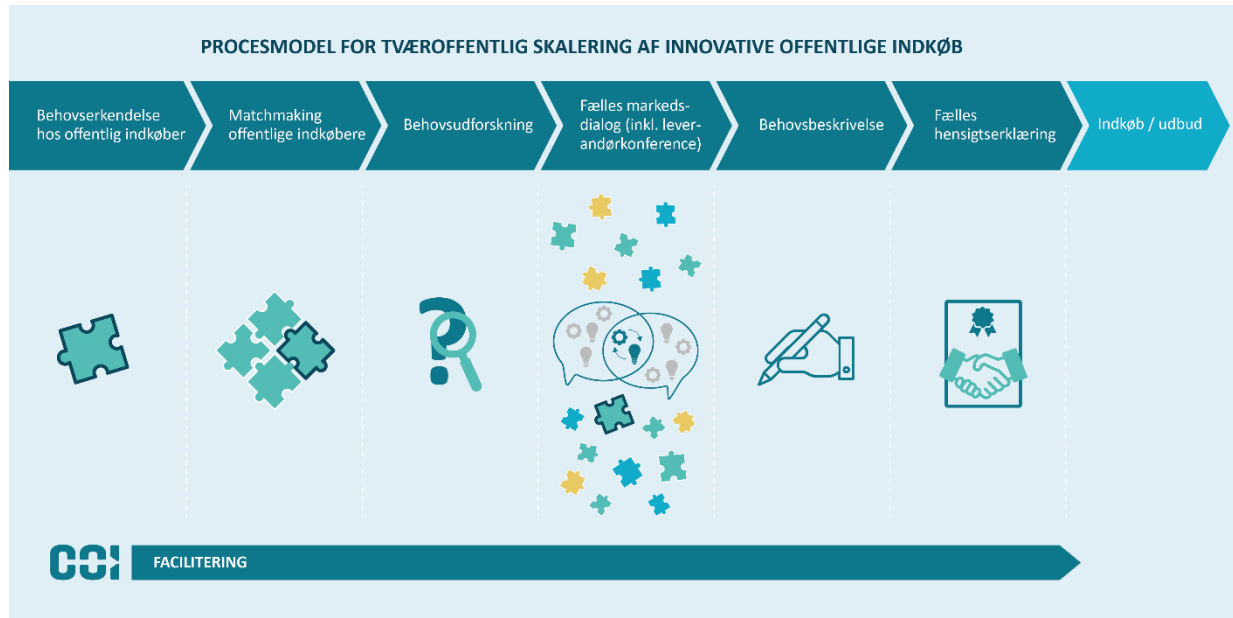 PROCESMODEL FOR TVÆROFFENTLIG SKALERING AF INNOVATIVE OFFENTLIGE INDKØB
Behovserkendelse
hos offentlig indkøber
Matchmaking
offentlige indkøbere
Behovsudforskning
Fælles markeds-
dialog (inkl. lever-
andørkonference)
Behovsbeskrivelse
Fælles
hensigtserklæring
Indkøb / udbud
?
COI
FACILITERING